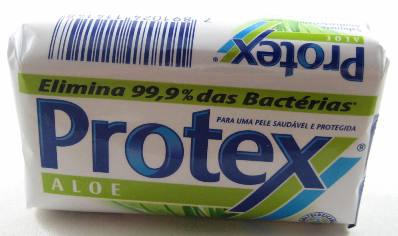 Protex
ALOE
Elimina 99,9% das Bactérias*
PARA UMA PELE SAUDÁVEL E PROTEGIDA
Protex®
ALOE